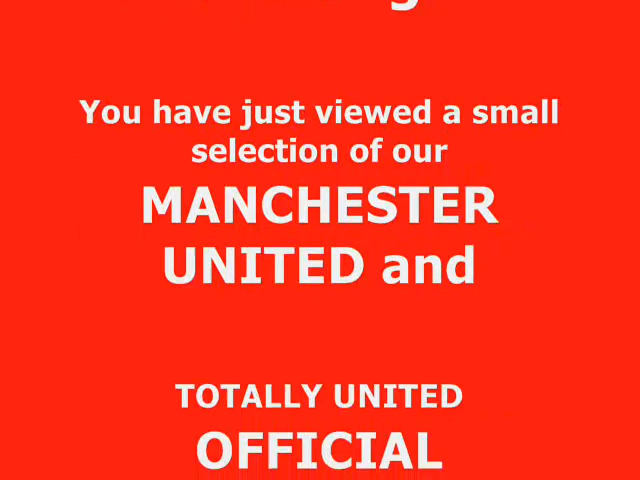 You have just viewed a small
selection of our
MANCHESTER
UNITED and
TOTALLY UNITED
OFFICIAL